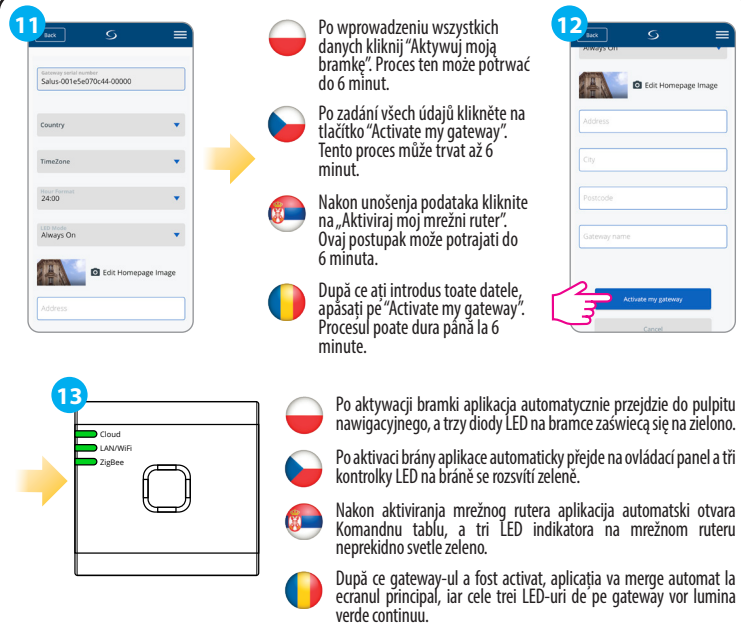 11
Back
Gateway serial number
Salus-001e5e070c44-00000
Country
TimeZone
Hour Format
24:00
LED Mode
Always On
Edit Homepage Image
Address
Po wprowadzeniu wszystkich
danych kliknij “Aktywuj moją
bramkę”. Proces ten może potrwać
do 6 minut.
Po zadání všech údajů klikněte na
tlačítko “Activate my gateway”.
Tento proces může trvat až 6
minut.
Nakon unošenja podataka kliknite
na „Aktiviraj moj mrežni ruter”.
Ovaj postupak može potrajati do
6 minuta.
După ce ați introdus toate datele,
apăsați pe “Activate my gateway”.
Procesul poate dura până la 6
minute.
12
Back
Always On
Edit Homepage Image
Address
City
Postcode
Gateway name
Activate my gateway
Cancel
13
Cloud
LAN/WiFi
ZigBee
Po aktywacji bramki aplikacja automatycznie przejdzie do pulpitu
nawigacyjnego, a trzy diody LED na bramce zaświecą się na zielono.
Po aktivaci brány aplikace automaticky přejde na ovládací panel a tři
kontrolky LED na bráně se rozsvítí zeleně.
Nakon aktiviranja mrežnog rutera aplikacija automatski otvara
Komandnu tablu, a tri LED indikatora na mrežnom ruteru
neprekidno svetle zeleno.
După ce gateway-ul a fost activat, aplicația va merge automat la
ecranul principal, iar cele trei LED-uri de pe gateway vor lumina
verde continuu.